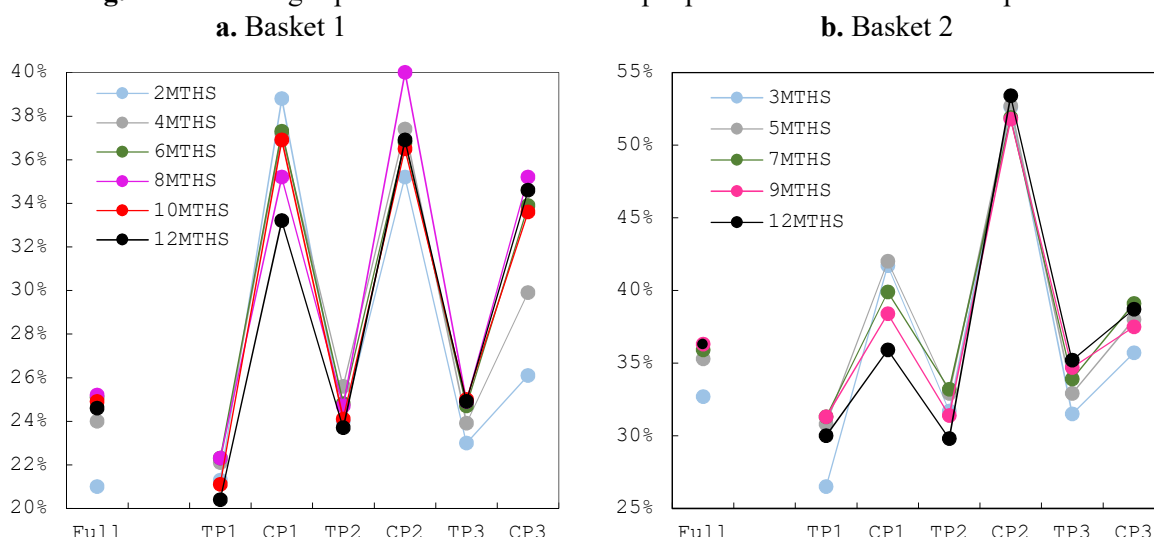 a. Basket 1
b. Basket 2
40%
38%
36%
34%
32%
30%
28%
26%
24%
22%
20%
2MTHS
4MTHS
6MTHS
8MTHS
10MTHS
12MTHS
Full TP1 CP1 TP2 CP2 TP3 CP3
55%
50%
45%
40%
35%
30%
25%
3MTHS
5MTHS
7MTHS
9MTHS
12MTHS
Full TP1 CP1 TP2 CP2 TP3 CP3